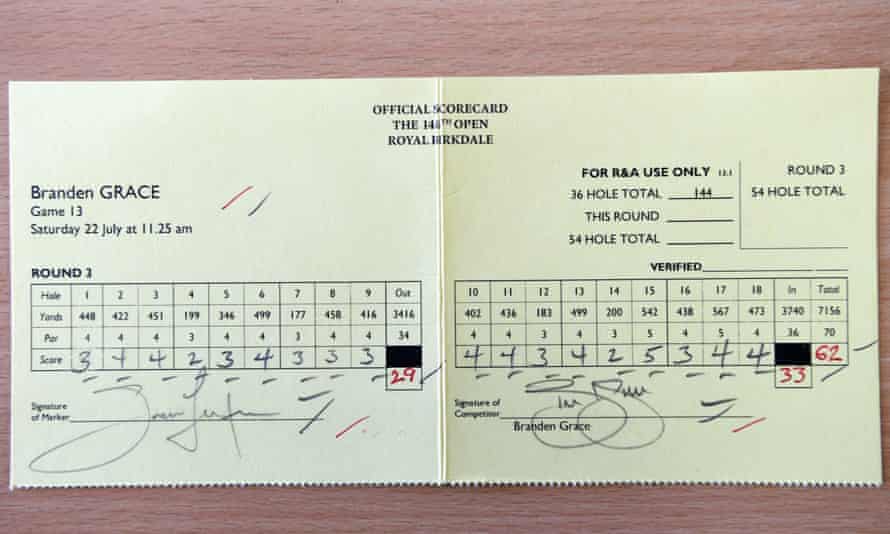 OFFICIAL SCORECARD
THE 146TH OPEN
ROYAL BIRKDALE
Branden GRACE
Game 13
Saturday 22 July at 11.25 am
FOR R&A USE ONLY 13.1
36 HOLE TOTAL 144
THIS ROUND
54 HOLE TOTAL
ROUND 3
54 HOLE TOTAL
VERIFIED
ROUND 3
Hole 1 2 3 4 5 6 7 8 9 Out
Yards 448 422 451 199 346 499 177 458 416 3416
Par 4 4 4 3 4 4 3 4 4 34
Score 3 4 4 2 3 4 3 3 3
29
10 11 12 13 14 15 16 17 18 In Total
402 436 183 499 200 542 438 567 473 3740 7156
4 4 3 4 3 5 4 5 4 36 70
4 4 3 4 2 5 3 4 4 62
33
Signature
of Marker
Signature of
Competitor
Branden Grace